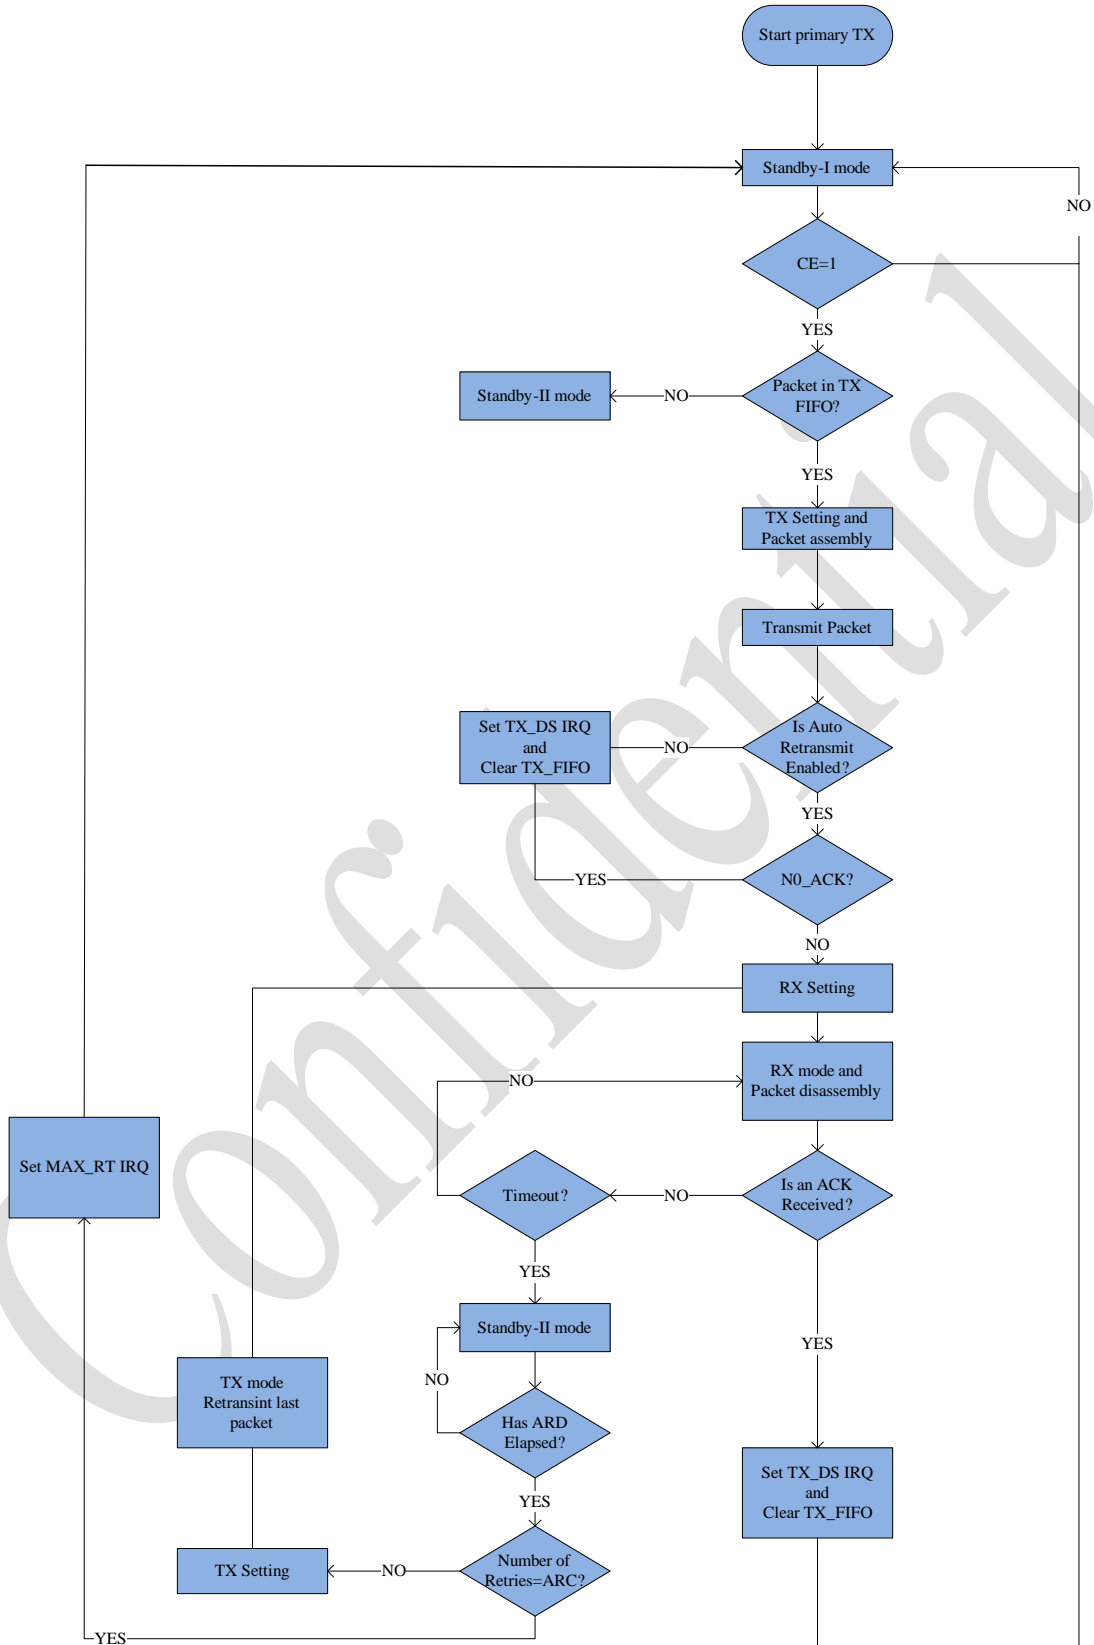 Start primary TX
Standby-I mode
NO
CE=1
YES
Packet in TX
FIFO?
NO
Standby-II mode
YES
TX Setting and
Packet assembly
Transmit Packet
Is Auto
Retransmit
Enabled?
NO
Set TX_DS IRQ
and
Clear TX_FIFO
YES
N0_ACK?
YES
NO
RX Setting
RX mode and
Packet disassembly
NO
Set MAX_RT IRQ
Is an ACK
Received?
NO
Timeout?
YES
Standby-II mode
YES
NO
TX mode
Retransint last
packet
Has ARD
Elapsed?
Set TX_DS IRQ
and
Clear TX_FIFO
YES
Number of
Retries=ARC?
NO
TX Setting
YES
Confidential